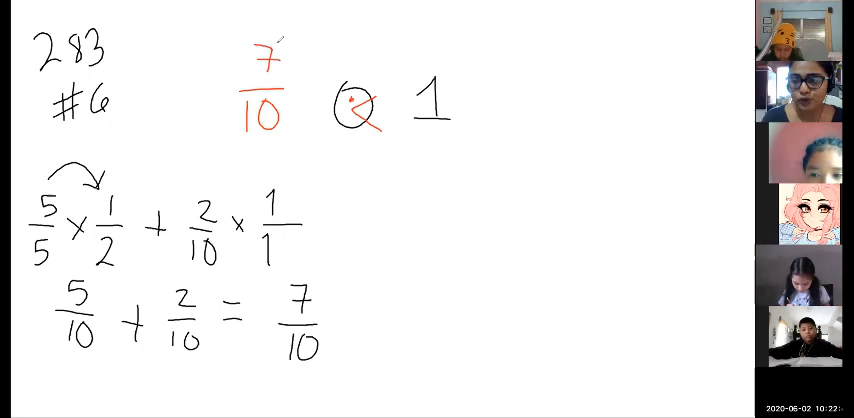 283
#6
7/10 < 1
5/5 × 1/2 + 2/10 × 1/1
5/10 + 2/10 = 7/10
2020-06-02 10:22: